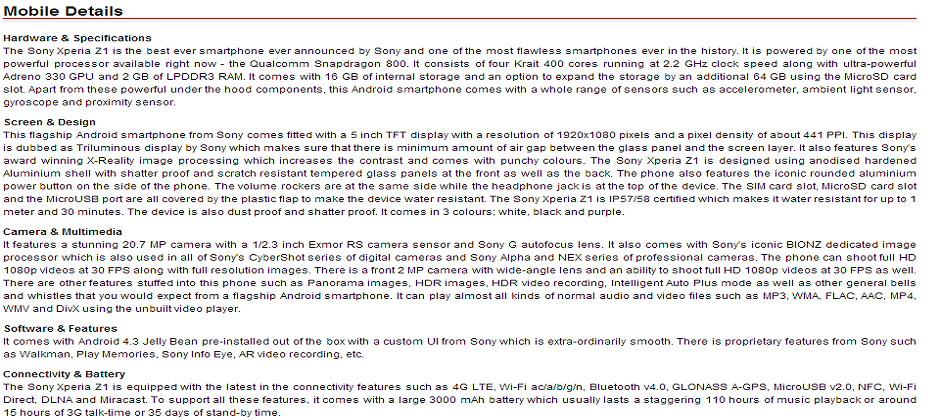 Mobile Details
Hardware & Specifications
The Sony Xperia Z1 is the best ever smartphone ever announced by Sony and one of the most flawless smartphones ever in the history. It is powered by one of the most
powerful processor available right now - the Qualcomm Snapdragon 800. It consists of four Krait 400 cores running at 2.2 GHz clock speed along with ultra-powerful
Adreno 330 GPU and 2 GB of LPDDR3 RAM. It comes with 16 GB of internal storage and an option to expand the storage by an additional 64 GB using the MicroSD card
slot. Apart from these powerful under the hood components, this Android smartphone comes with a whole range of sensors such as accelerometer, ambient light sensor,
gyroscope and proximity sensor.
Screen & Design
This flagship Android smartphone from Sony comes fitted with a 5 inch TFT display with a resolution of 1920x1080 pixels and a pixel density of about 441 PPI. This display
is dubbed as Triluminous display by Sony which makes sure that there is minimum amount of air gap between the glass panel and the screen layer. It also features Sony's
award winning X-Reality image processing which increases the contrast and comes with punchy colours. The Sony Xperia Z1 is designed using anodised hardened
Aluminium shell with shatter proof and scratch resistant tempered glass panels at the front as well as the back. The phone also features the iconic rounded aluminium
power button on the side of the phone. The volume rockers are at the same side while the headphone jack is at the top of the device. The SIM card slot, MicroSD card slot
and the MicroUSB port are all covered by the plastic flap to make the device water resistant. The Sony Xperia Z1 is IP57/58 certified which makes it water resistant for up to 1
meter and 30 minutes. The device is also dust proof and shatter proof. It comes in 3 colours; white, black and purple.
Camera & Multimedia
It features a stunning 20.7 MP camera with a 1/2.3 inch Exmor RS camera sensor and Sony G autofocus lens. It also comes with Sony's iconic BIONZ dedicated image
processor which is also used in all of Sony's CyberShot series of digital cameras and Sony Alpha and NEX series of professional cameras. The phone can shoot full HD
1080p videos at 30 FPS along with full resolution images. There is a front 2 MP camera with wide-angle lens and an ability to shoot full HD 1080p videos at 30 FPS as well.
There are other features stuffed into this phone such as Panorama images, HDR images, HDR video recording, Intelligent Auto Plus mode as well as other general bells
and whistles that you would expect from a flagship Android smartphone. It can play almost all kinds of normal audio and video files such as MP3, WMA, FLAC, AAC, MP4,
WMV and DivX using the unbuilt video player.
Software & Features
It comes with Android 4.3 Jelly Bean pre-installed out of the box with a custom UI from Sony which is extra-ordinarily smooth. There is proprietary features from Sony such
as Walkman, Play Memories, Sony Info Eye, AR video recording, etc.
Connectivity & Battery
The Sony Xperia Z1 is equipped with the latest in the connectivity features such as 4G LTE, Wi-Fi ac/a/b/g/n, Bluetooth v4.0, GLONASS A-GPS, MicroUSB v2.0, NFC, Wi-Fi
Direct, DLNA and Miracast. To support all these features, it comes with a large 3000 mAh battery which usually lasts a staggering 110 hours of music playback or around
15 hours of 3G talk-time or 35 days of stand-by time.